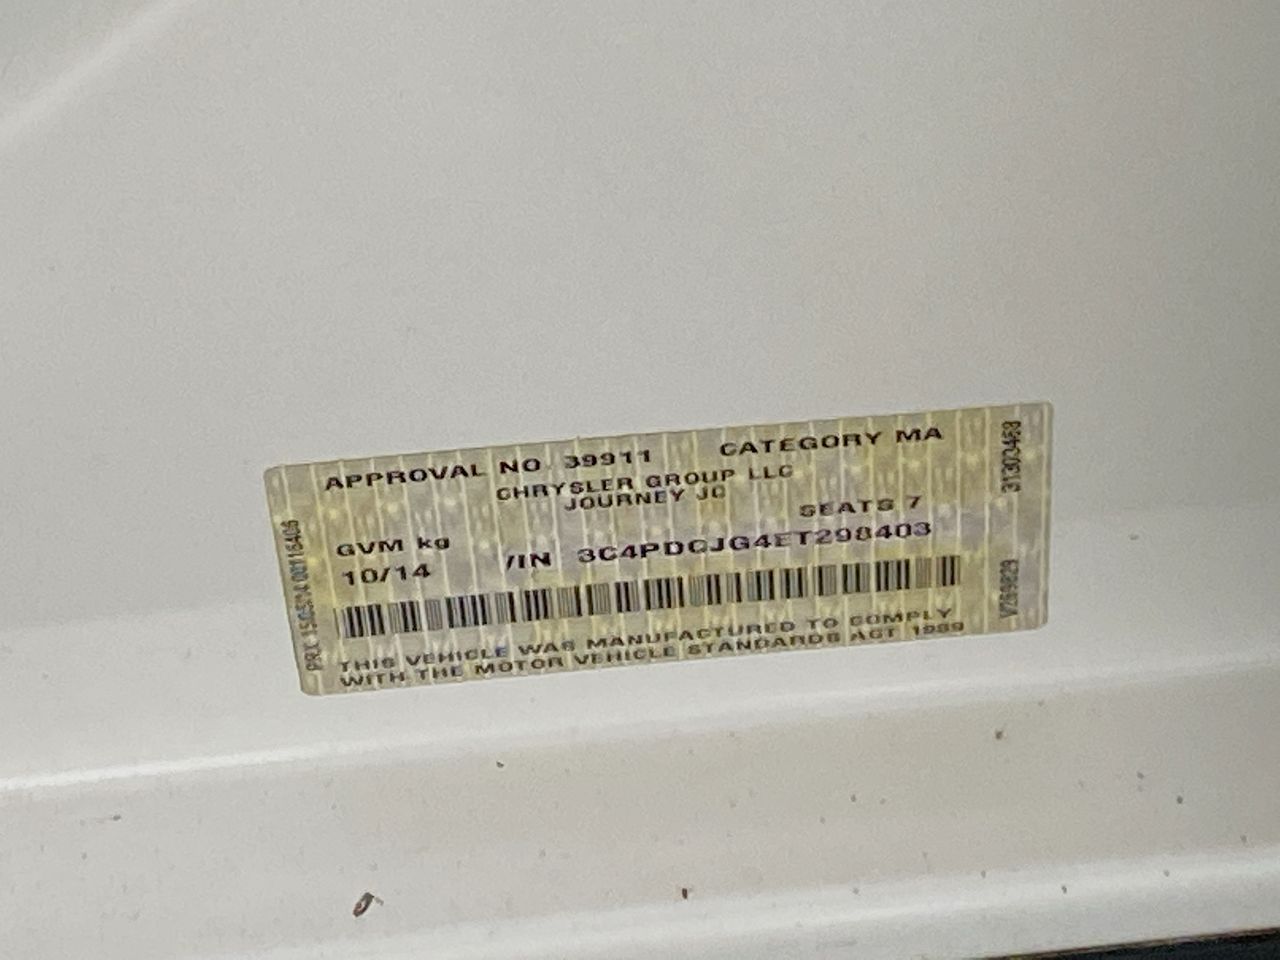 APPROVAL NO 39911 CATEGORY MA
CHRYSLER GROUP LLC
JOURNEY JC
SEATS 7
GVM kg
10/14 VIN 3C4PDCJG4ET298403
THIS VEHICLE WAS MANUFACTURED TO COMPLY
WITH THE MOTOR VEHICLE STANDARDS ACT 1989
31303468